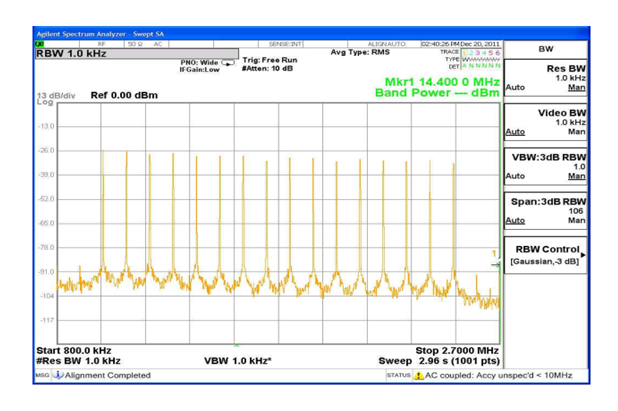 Agilent Spectrum Analyzer - Swept SA
RF 50 Ω AC SENSE:INT ALIGN AUTO 02:40:26 PM Dec 20, 2011
RBW 1.0 kHz
PNO: Wide
IFGain:Low
Trig: Free Run
#Atten: 10 dB
Avg Type: RMS
TRACE 1 2 3 4 5 6
TYPE
DET A N N N N N
Mkr1 14.400 0 MHz
Band Power --- dBm
13 dB/div Ref 0.00 dBm
Log
-13.0
-26.0
-39.0
-52.0
-65.0
-78.0
-91.0
-104
-117
1
Start 800.0 kHz
Stop 2.7000 MHz
#Res BW 1.0 kHz
VBW 1.0 kHz*
Sweep 2.96 s (1001 pts)
MSG Alignment Completed
STATUS AC coupled: Accy unspec'd < 10MHz
BW
Res BW
1.0 kHz
Auto Man
Video BW
1.0 kHz
Auto Man
VBW:3dB RBW
1.0
Auto Man
Span:3dB RBW
106
Auto Man
RBW Control
[Gaussian,-3 dB]